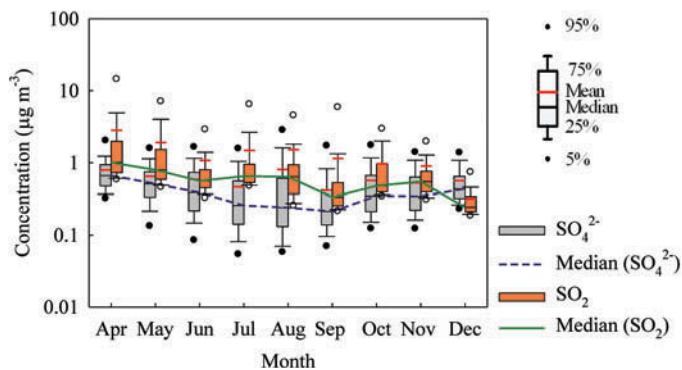 100
10
1
0.1
0.01
Concentration (μg m⁻³)
Apr May Jun Jul Aug Sep Oct Nov Dec
Month
95%
75%
Mean
Median
25%
5%
SO₄²⁻
Median (SO₄²⁻)
SO₂
Median (SO₂)